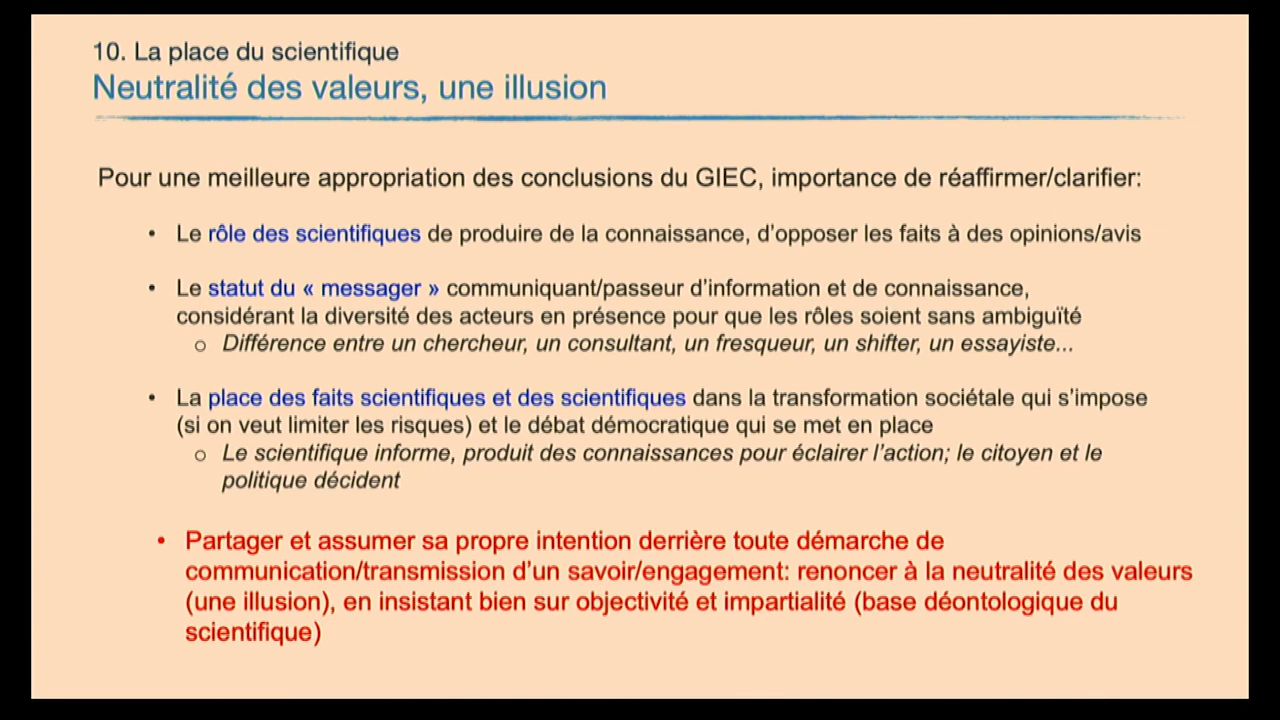 10. La place du scientifique
Neutralité des valeurs, une illusion
Pour une meilleure appropriation des conclusions du GIEC, importance de réaffirmer/clarifier:
• Le rôle des scientifiques de produire de la connaissance, d'opposer les faits à des opinions/avis
• Le statut du « messager » communiquant/passeur d'information et de connaissance,
considérant la diversité des acteurs en présence pour que les rôles soient sans ambiguïté
o Différence entre un chercheur, un consultant, un fresqueur, un shifter, un essayiste...
• La place des faits scientifiques et des scientifiques dans la transformation sociétale qui s'impose
(si on veut limiter les risques) et le débat démocratique qui se met en place
o Le scientifique informe, produit des connaissances pour éclairer l'action; le citoyen et le
politique décident
• Partager et assumer sa propre intention derrière toute démarche de
communication/transmission d'un savoir/engagement: renoncer à la neutralité des valeurs
(une illusion), en insistant bien sur objectivité et impartialité (base déontologique du
scientifique)